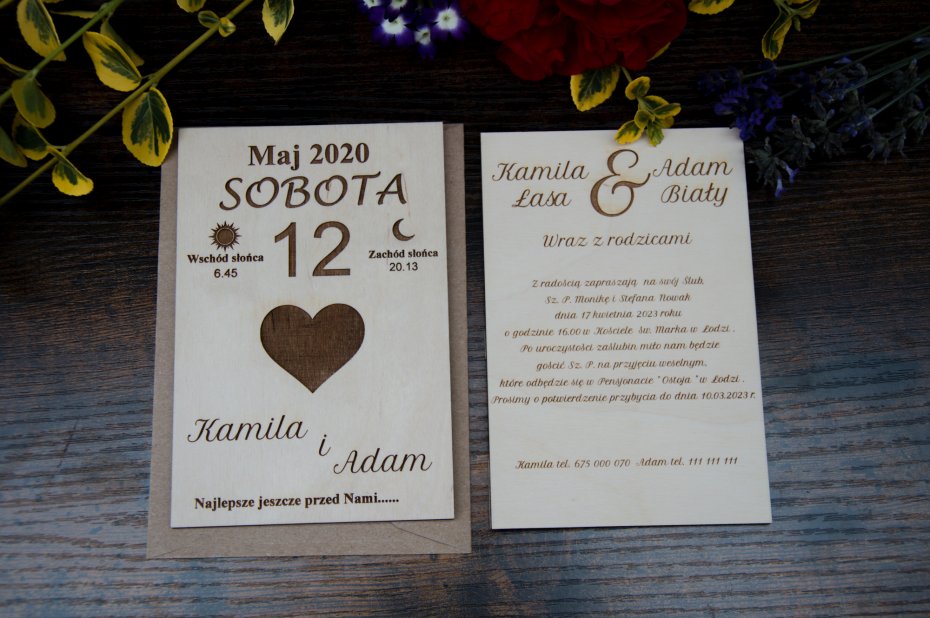 Maj 2020
SOBOTA
12
Wschód słońca
6.45
Zachód słońca
20.13
Kamila
i
Adam
Najlepsze jeszcze przed Nami......
Kamila & Adam
Łasa Biały
Wraz z rodzicami
Z radością zapraszają na swój Ślub,
Sz. P. Monikę i Stefana Nowak
dnia 17 kwietnia 2023 roku
o godzinie 16.00 w Kościele św. Marka w Łodzi .
Po uroczystości zaślubin miło nam będzie
gościć Sz. P. na przyjęciu weselnym,
które odbędzie się w Pensjonacie " Ostoja " w Łodzi .
Prosimy o potwierdzenie przybycia do dnia 10.03.2023 r.
Kamila tel. 675 000 070 Adam tel. 111 111 111